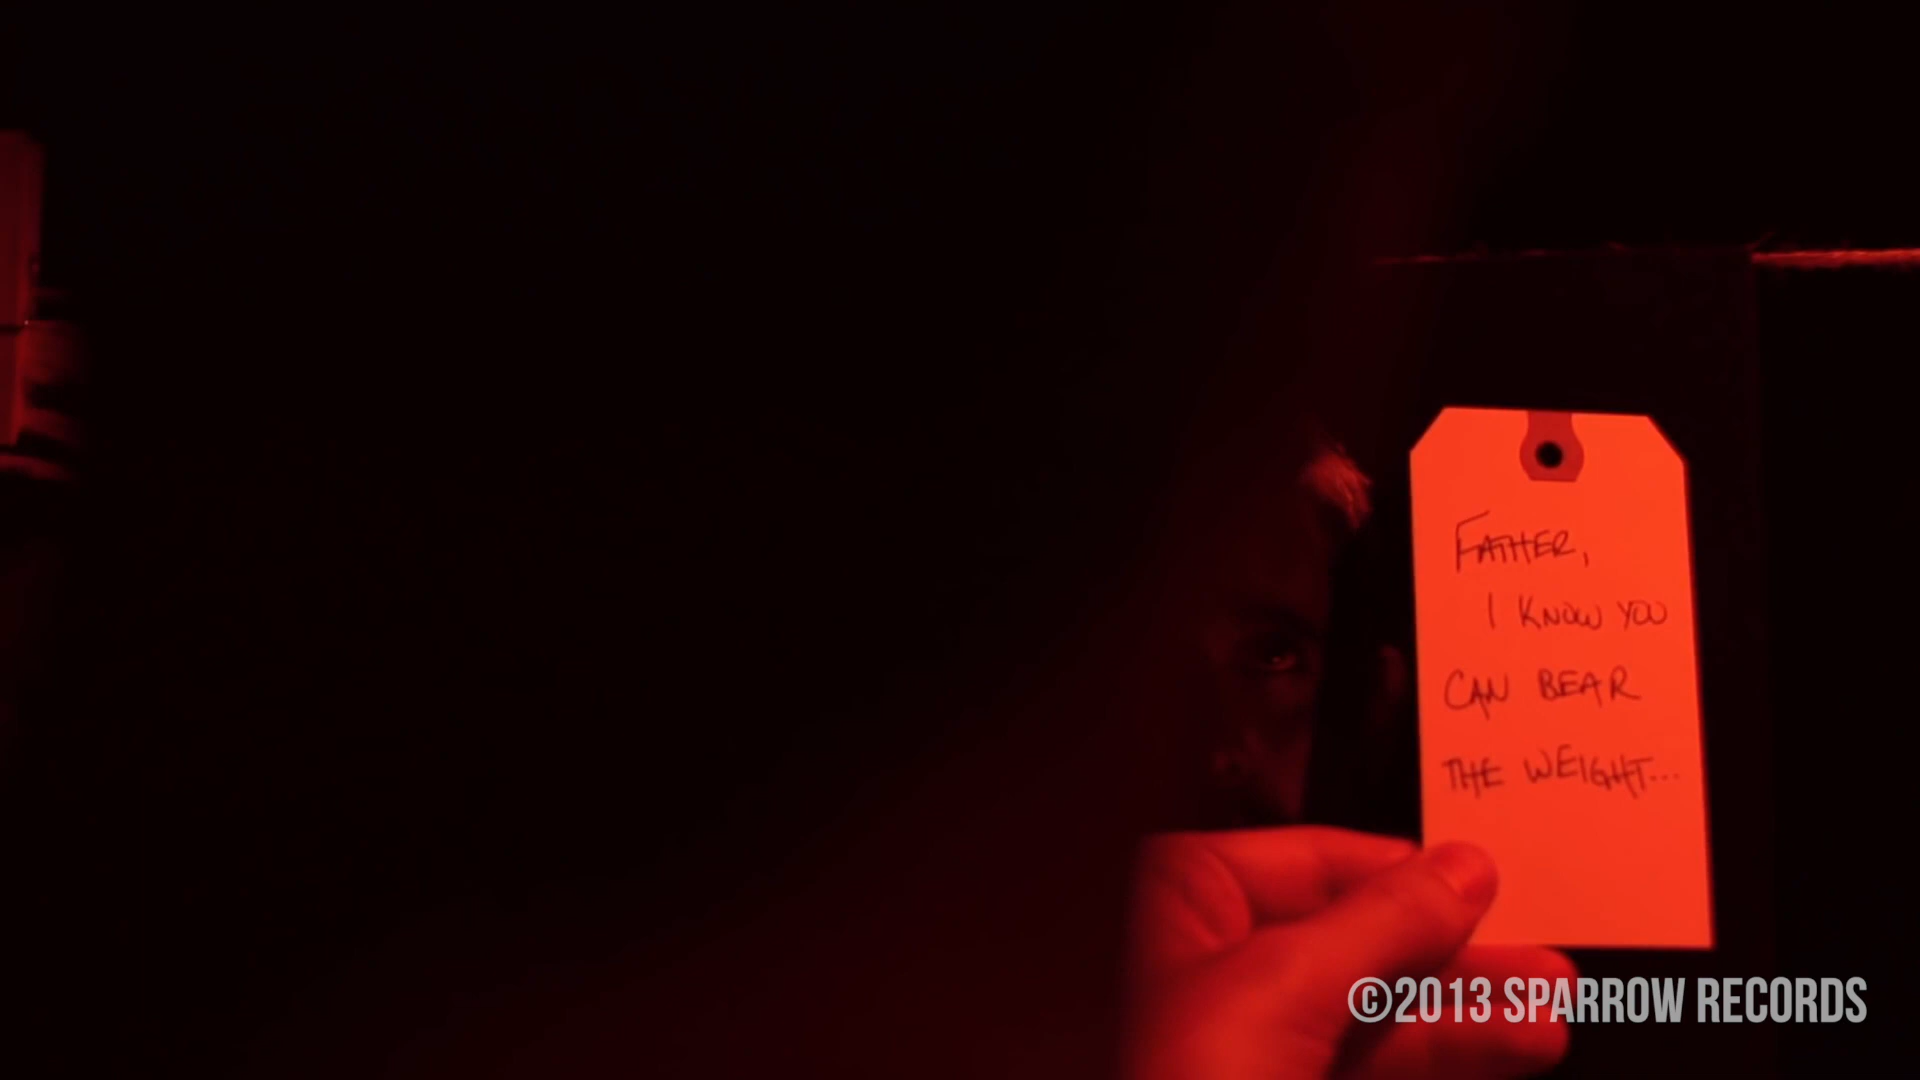 FATHER,
I KNOW YOU
CAN BEAR
THE WEIGHT...
©2013 SPARROW RECORDS